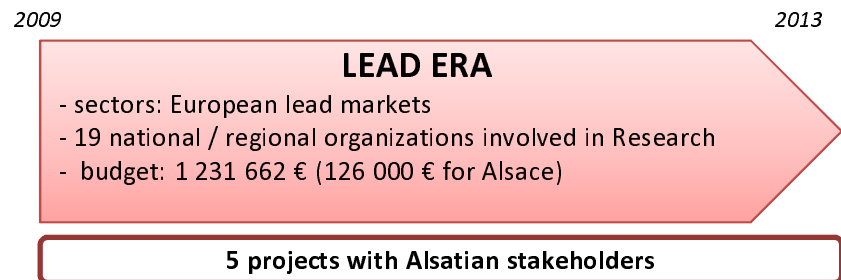 2009 2013
LEAD ERA
- sectors: European lead markets
- 19 national / regional organizations involved in Research
- budget: 1 231 662 € (126 000 € for Alsace)
5 projects with Alsatian stakeholders